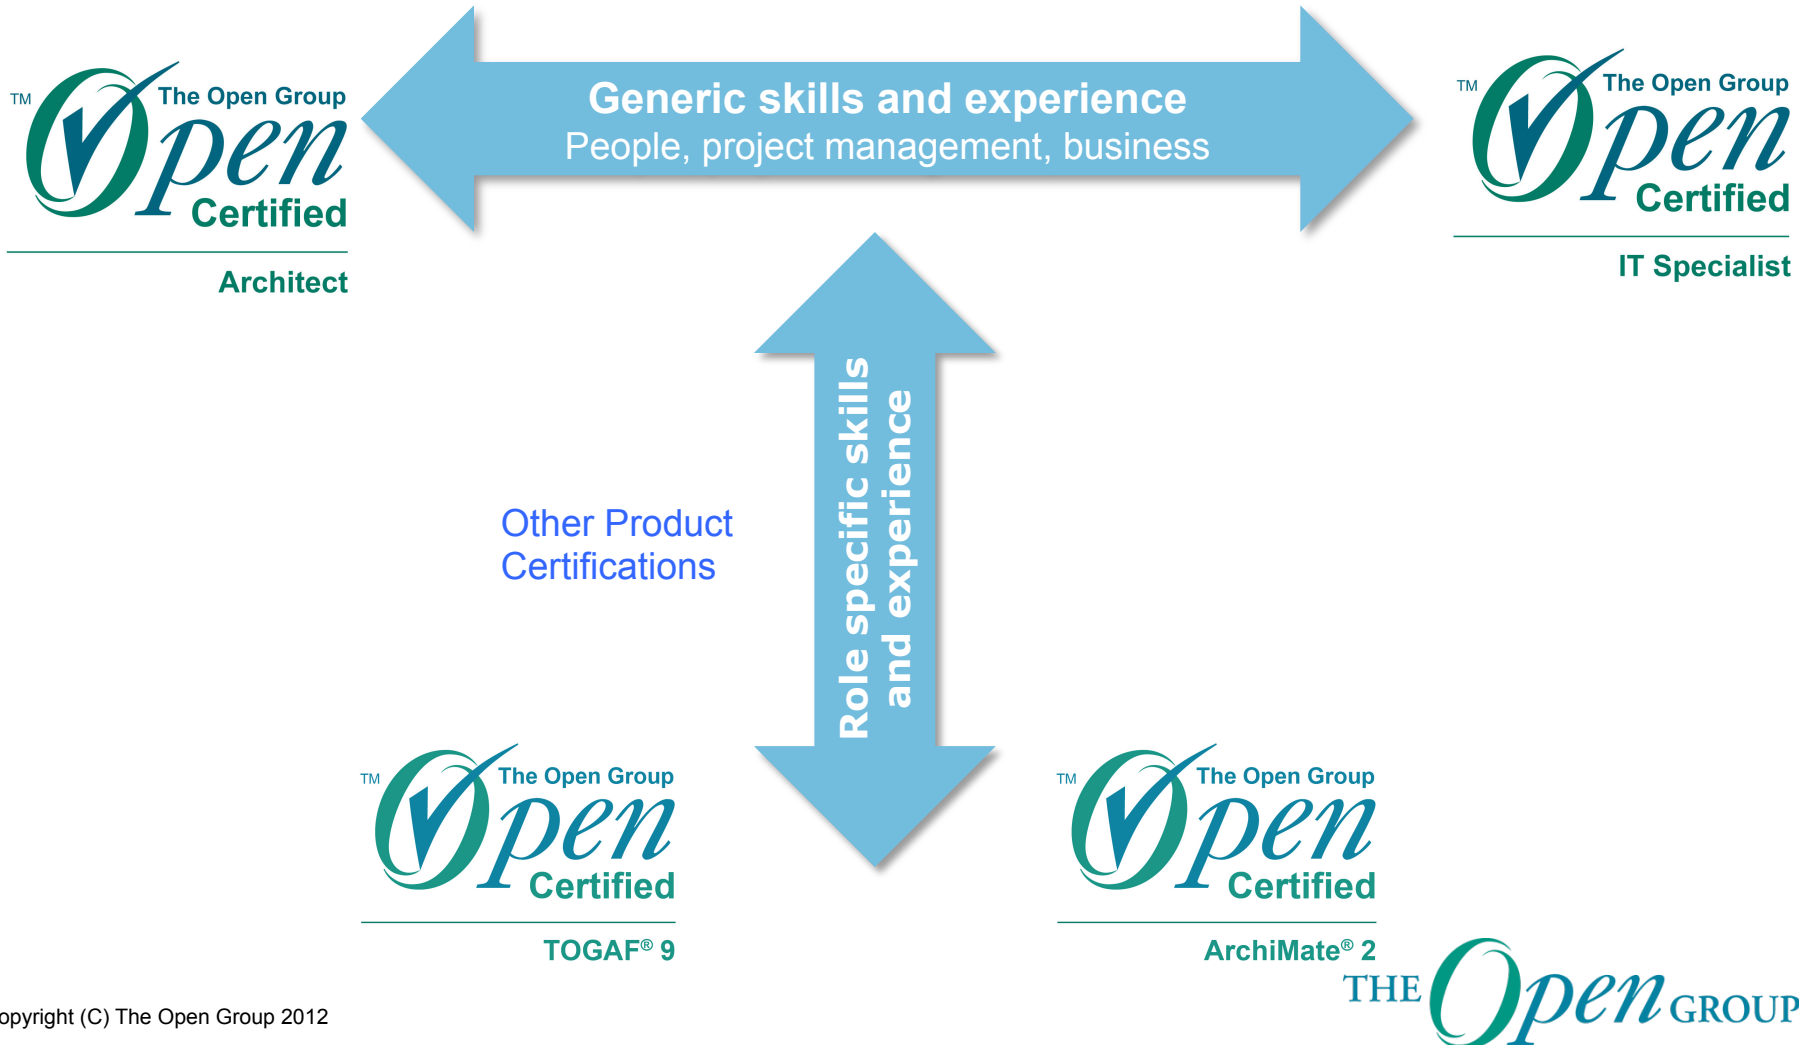 TM
The Open Group
Open
Certified
Architect
Generic skills and experience
People, project management, business
TM
The Open Group
Open
Certified
IT Specialist
Role specific skills
and experience
Other Product
Certifications
TM
The Open Group
Open
Certified
TOGAF® 9
TM
The Open Group
Open
Certified
ArchiMate® 2
opyright (C) The Open Group 2012
THE Open GROUP